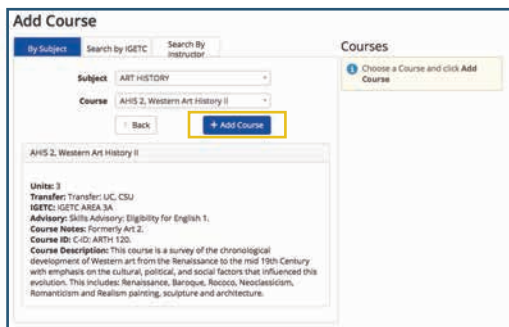 Add Course
By Subject
Search by IGETC
Search By
Instructor
Courses
Choose a Course and click Add
Course
Subject
ART HISTORY
Course
AHIS 2, Western Art History II
Back
+ Add Course
AHIS 2, Western Art History II
Units: 3
Transfer: Transfer: UC, CSU
IGETC: IGETC AREA 3A
Advisory: Skills Advisory: Eligibility for English 1.
Course Notes: Formerly Art 2.
Course ID: C-ID: ARTH 120.
Course Description: This course is a survey of the chronological
development of Western art from the Renaissance to the mid 19th Century
with emphasis on the cultural, political, and social factors that influenced this
evolution. This includes: Renaissance, Baroque, Rococo, Neoclassicism,
Romanticism and Realism painting, sculpture and architecture.